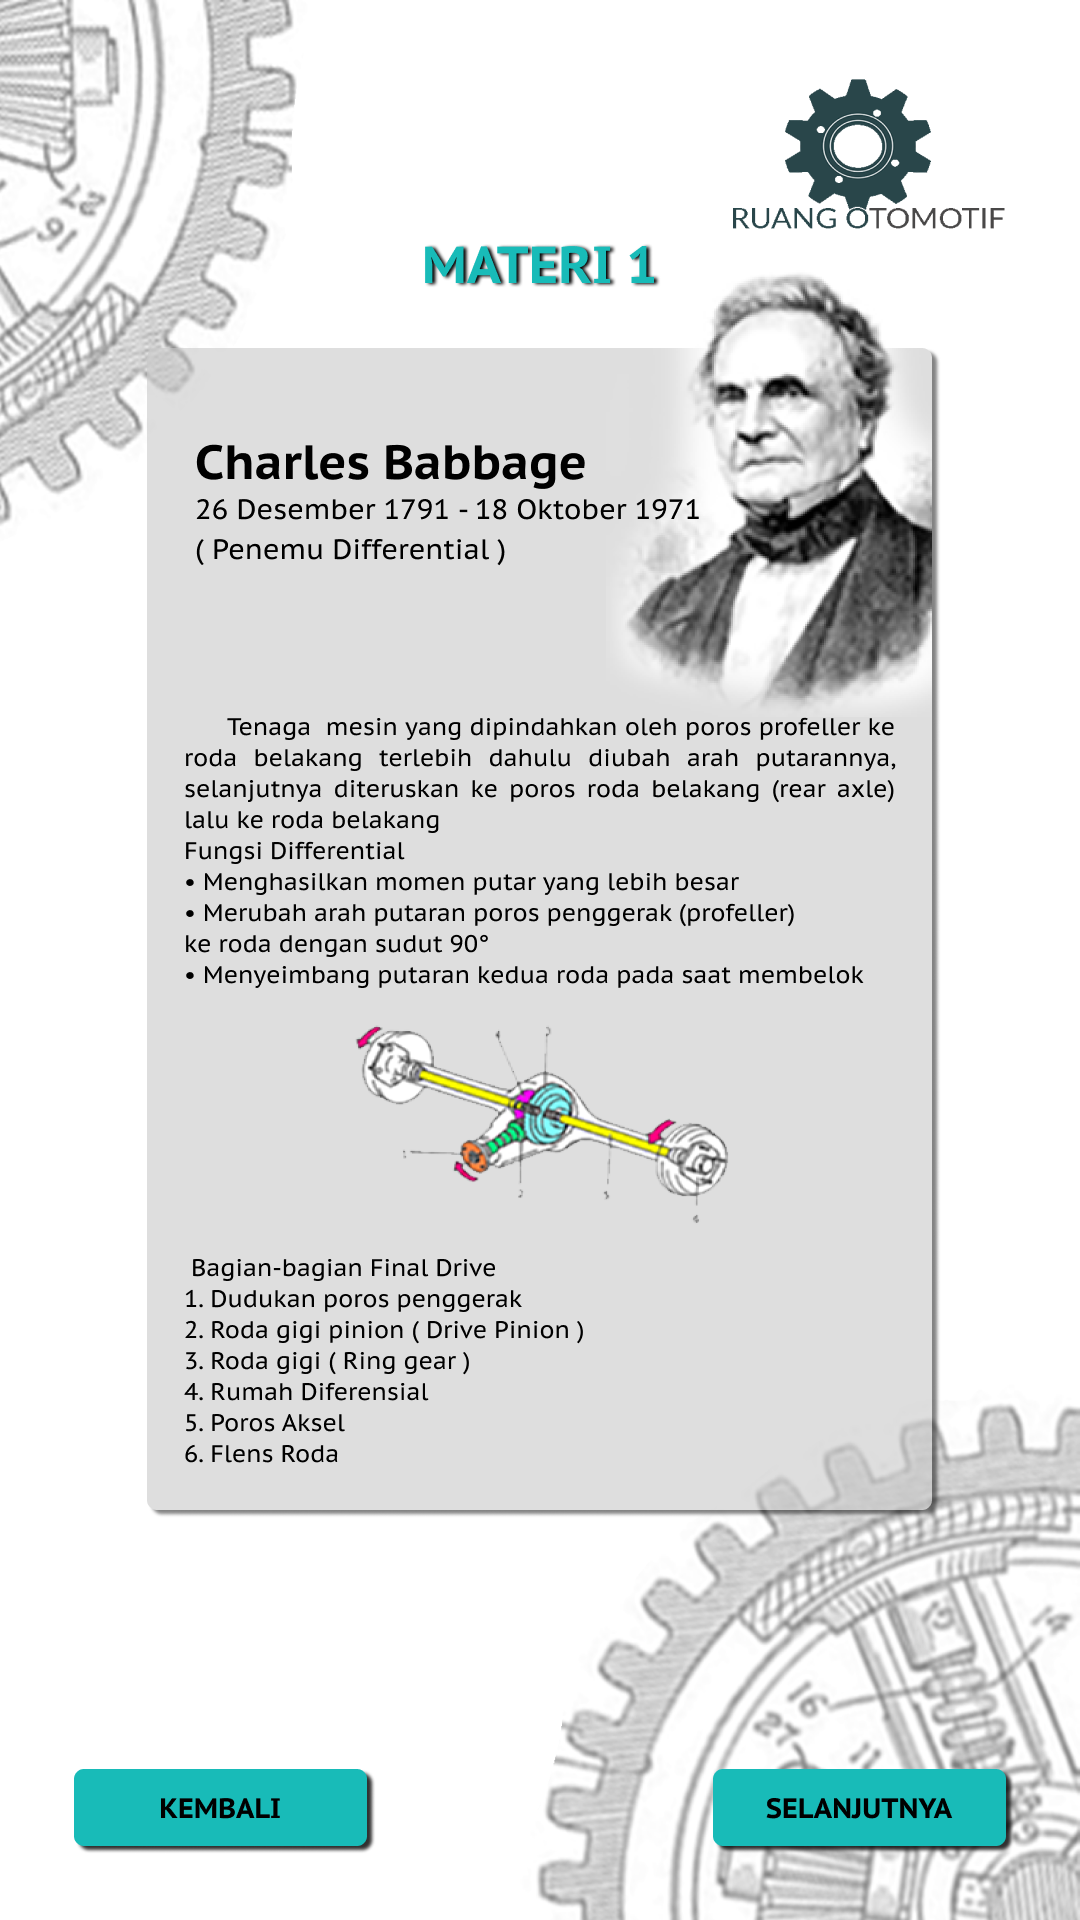 RUANG OTOMOTIF
MATERI 1
Charles Babbage
26 Desember 1791 - 18 Oktober 1971
( Penemu Differential )
Tenaga  mesin yang dipindahkan oleh poros profeller ke
roda belakang terlebih dahulu diubah arah putarannya,
selanjutnya diteruskan ke poros roda belakang (rear axle)
lalu ke roda belakang
Fungsi Differential
• Menghasilkan momen putar yang lebih besar
• Merubah arah putaran poros penggerak (profeller)
ke roda dengan sudut 90°
• Menyeimbang putaran kedua roda pada saat membelok
Bagian-bagian Final Drive
1. Dudukan poros penggerak
2. Roda gigi pinion ( Drive Pinion )
3. Roda gigi ( Ring gear )
4. Rumah Diferensial
5. Poros Aksel
6. Flens Roda
16
27
11
14
KEMBALI
SELANJUTNYA